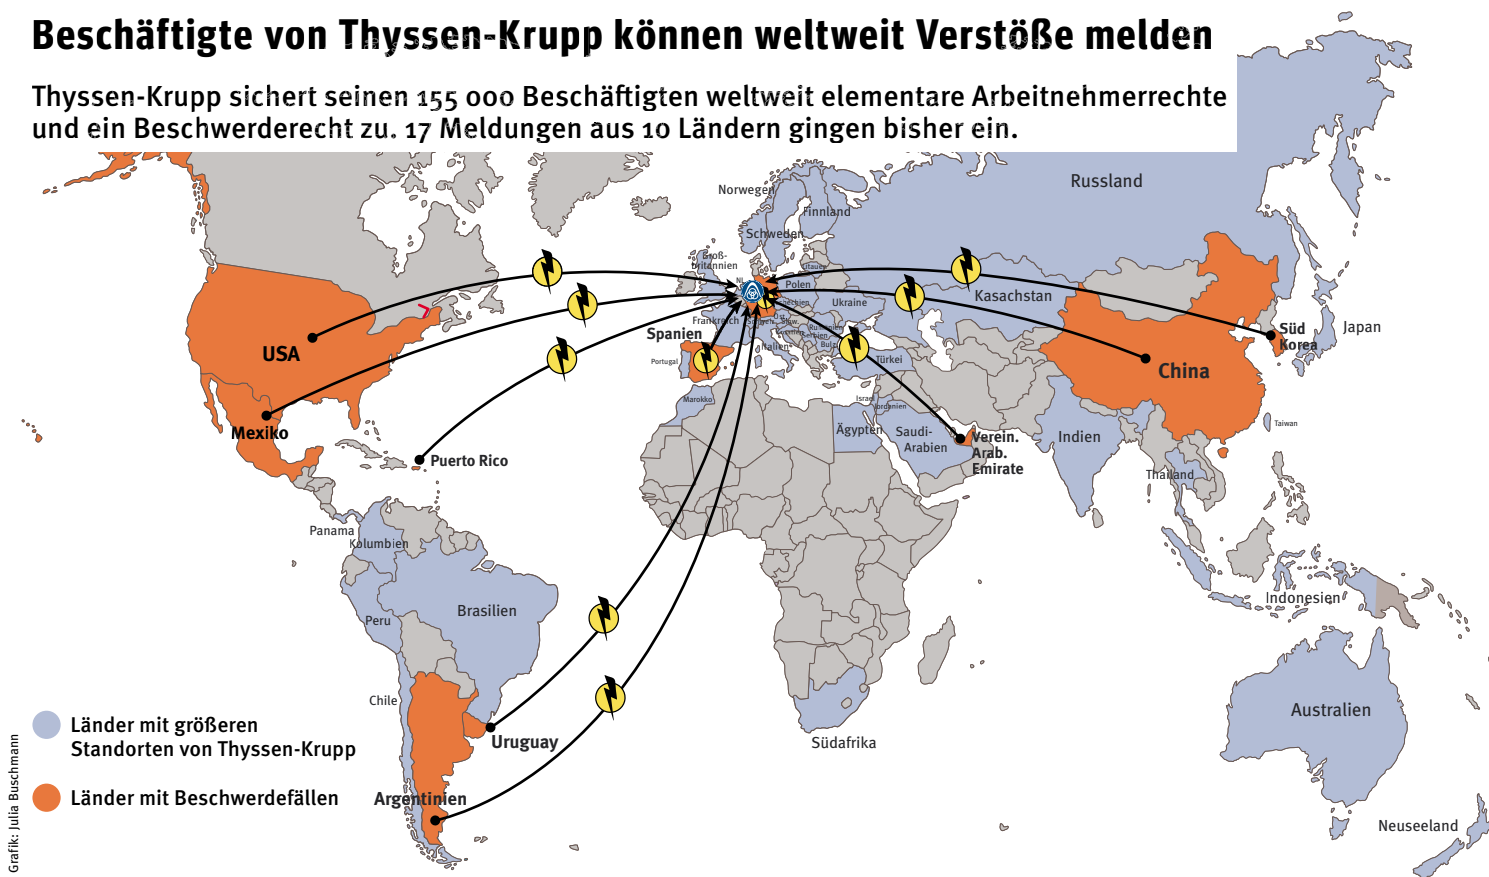 Beschäftigte von Thyssen-Krupp können weltweit Verstöße melden
Thyssen-Krupp sichert seinen 155 000 Beschäftigten weltweit elementare Arbeitnehmerrechte
und ein Beschwerderecht zu. 17 Meldungen aus 10 Ländern gingen bisher ein.
Russland
Norwegen
Finnland
Schweden
Groß-
britannien
Litauen
NL
Polen
Kasachstan
Ukraine
Frankreich
Spanien
Italien
Portugal
Türkei
Süd
Korea
Japan
USA
China
Marokko
Israel
Jordanien
Mexiko
Ägypten
Saudi-
Arabien
Verein.
Arab.
Emirate
Indien
Taiwan
Puerto Rico
Thailand
Panama
Kolumbien
Indonesien
Brasilien
Peru
Chile
Australien
Uruguay
Südafrika
Argentinien
Neuseeland
Länder mit größeren
Standorten von Thyssen-Krupp
Länder mit Beschwerdefällen
Grafik: Julia Buschmann